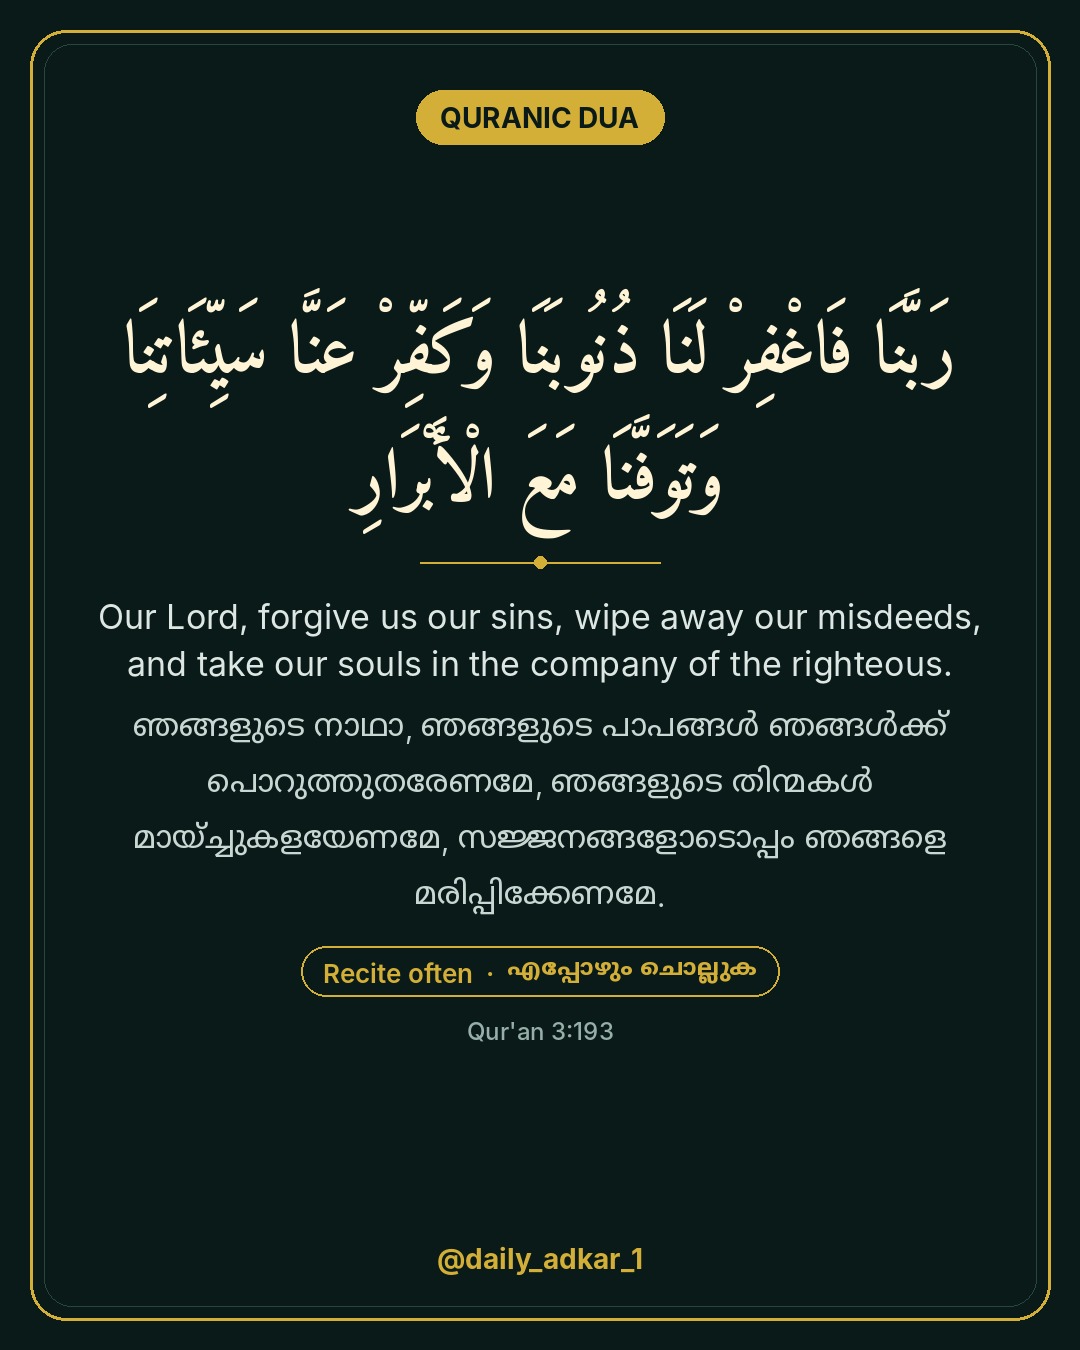 QURANIC DUA
رَبَّنَا فَاغْفِرْ لَنَا ذُنُوبَنَا وَكَفِّرْ عَنَّا سَيِّئَاتِنَا
وَتَوَفَّنَا مَعَ الْأَبْرَارِ
Our Lord, forgive us our sins, wipe away our misdeeds,
and take our souls in the company of the righteous.
ഞങ്ങളുടെ നാഥാ, ഞങ്ങളുടെ പാപങ്ങൾ ഞങ്ങൾക്ക്
പൊറുത്തുതരേണമേ, ഞങ്ങളുടെ തിന്മകൾ
മായ്ച്ചുകളയേണമേ, സജ്ജനങ്ങളോടൊപ്പം ഞങ്ങളെ
മരിപ്പിക്കേണമേ.
Recite often · എപ്പോഴും ചൊല്ലുക
Qur'an 3:193
@daily_adkar_1